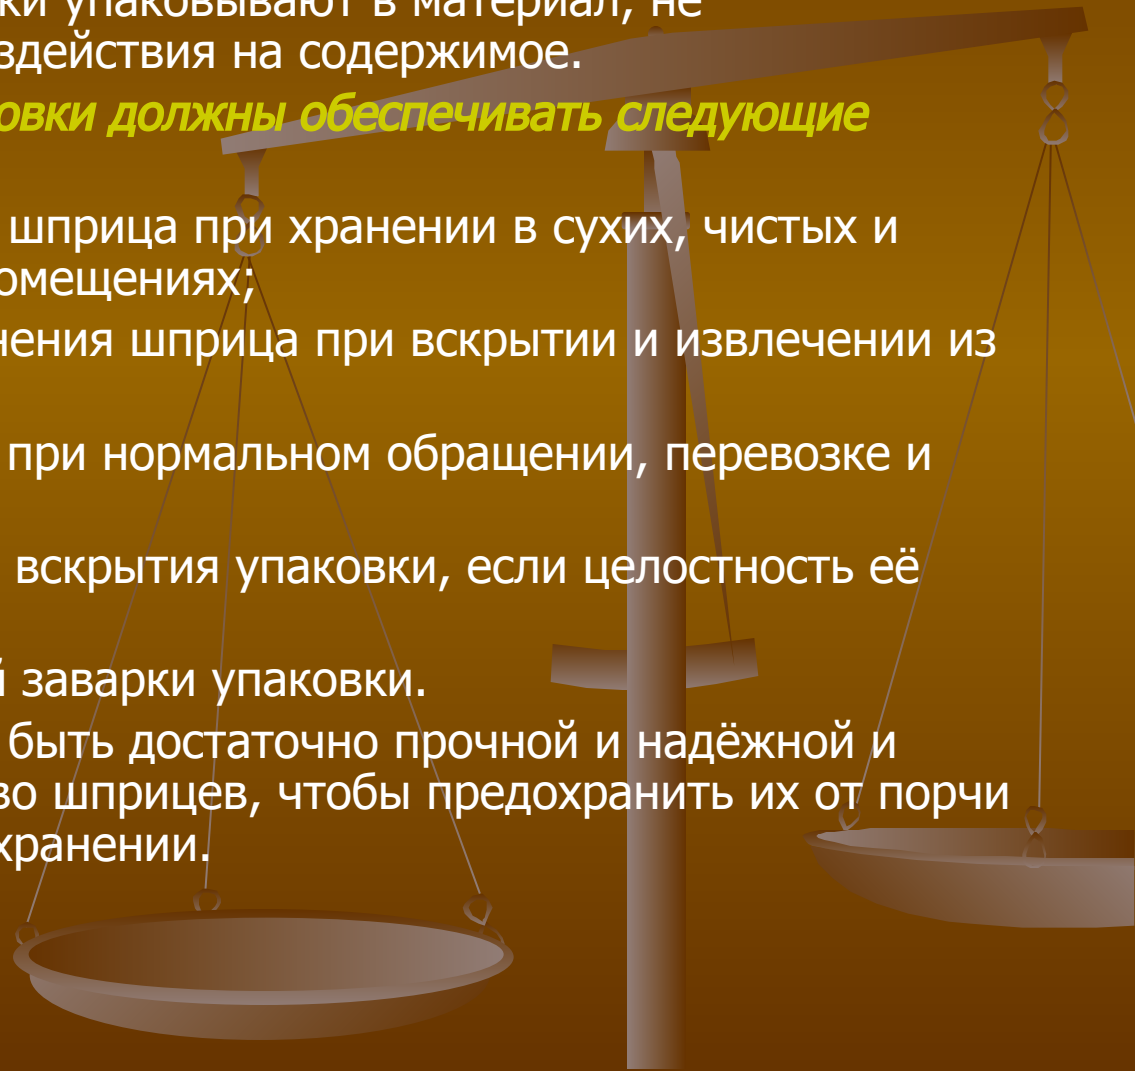 ки упаковывают в материал, не
здействия на содержимое.
овки должны обеспечивать следующие
шприца при хранении в сухих, чистых и
омещениях;
нения шприца при вскрытии и извлечении из
при нормальном обращении, перевозке и
вскрытия упаковки, если целостность её
й заварки упаковки.
быть достаточно прочной и надёжной и
во шприцев, чтобы предохранить их от порчи
хранении.